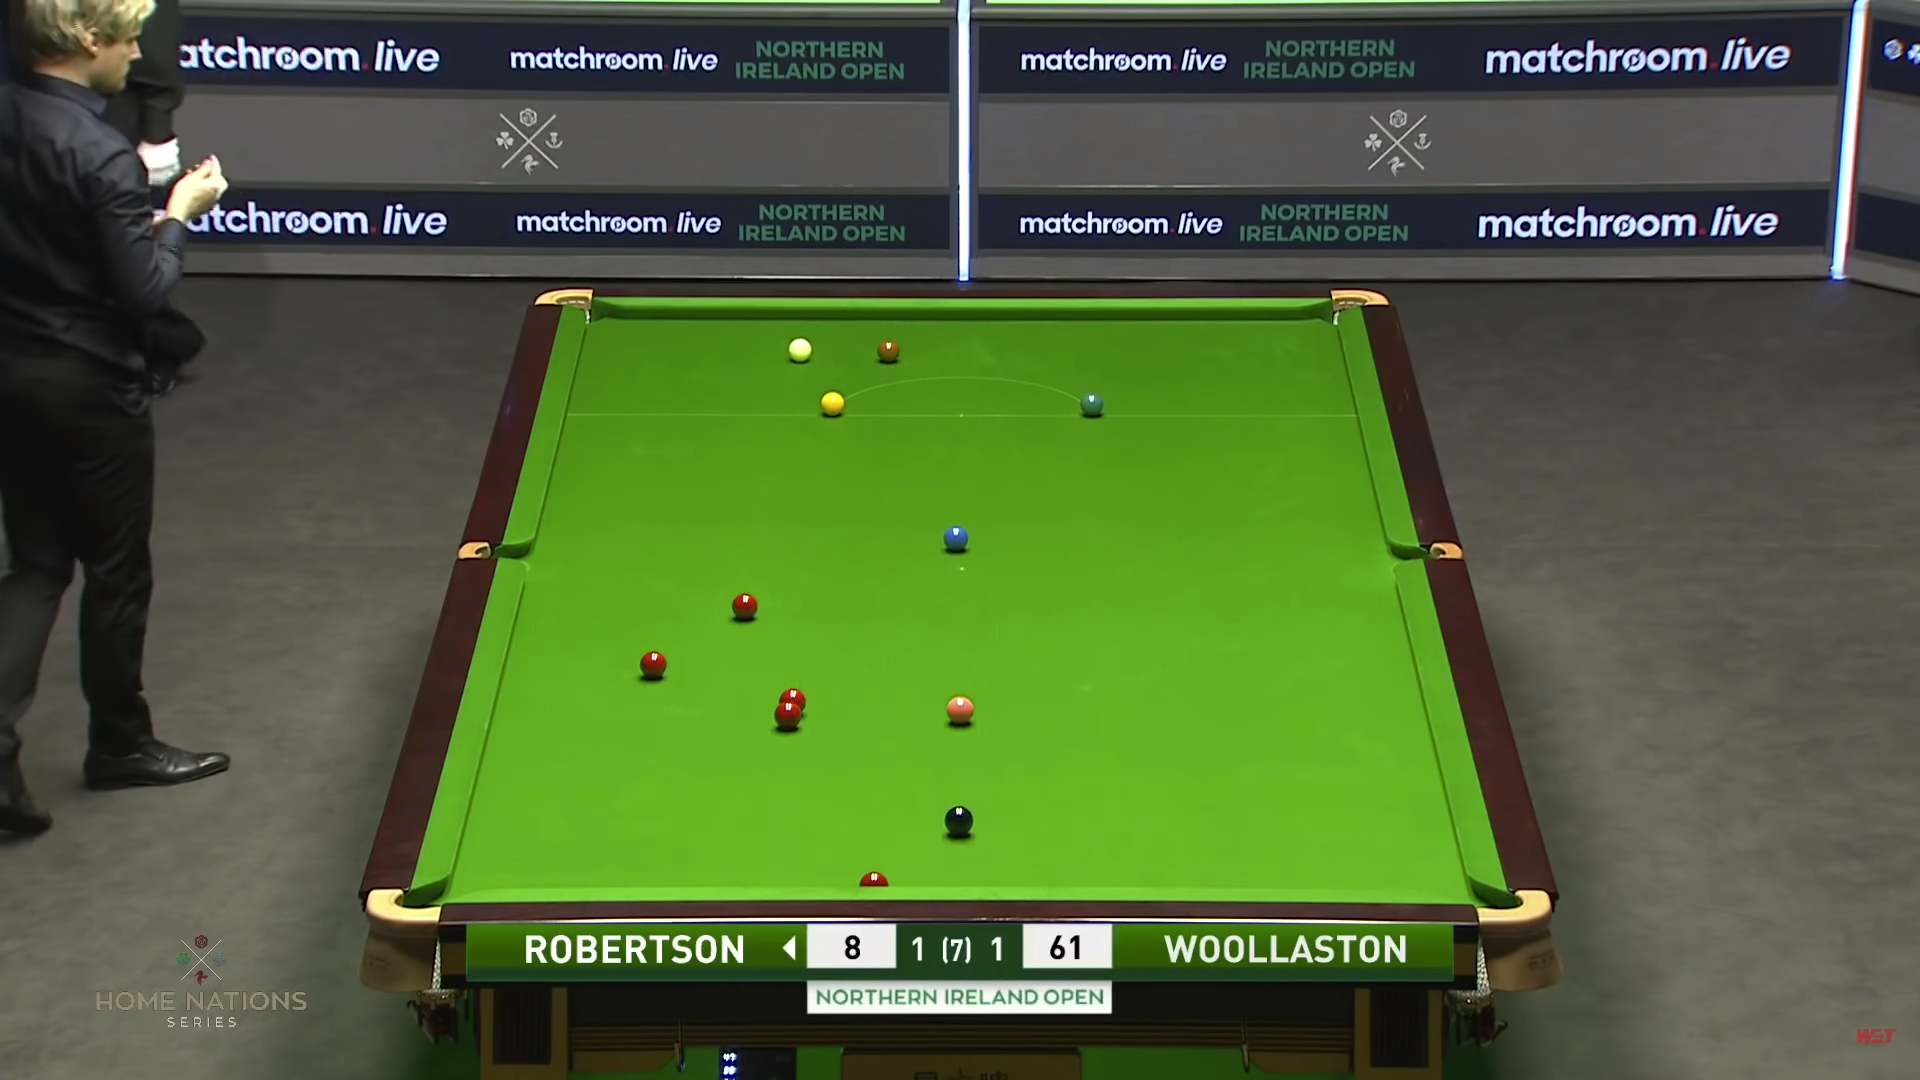 atchroom.live
matchroom.live
NORTHERN
IRELAND OPEN
matchroom.live
NORTHERN
IRELAND OPEN
matchroom.live
atchroom.live
matchroom.live
NORTHERN
IRELAND OPEN
matchroom.live
NORTHERN
IRELAND OPEN
matchroom.live
ROBERTSON 8 1 (7) 1 61 WOOLLASTON
NORTHERN IRELAND OPEN
HOME NATIONS
SERIES
WST